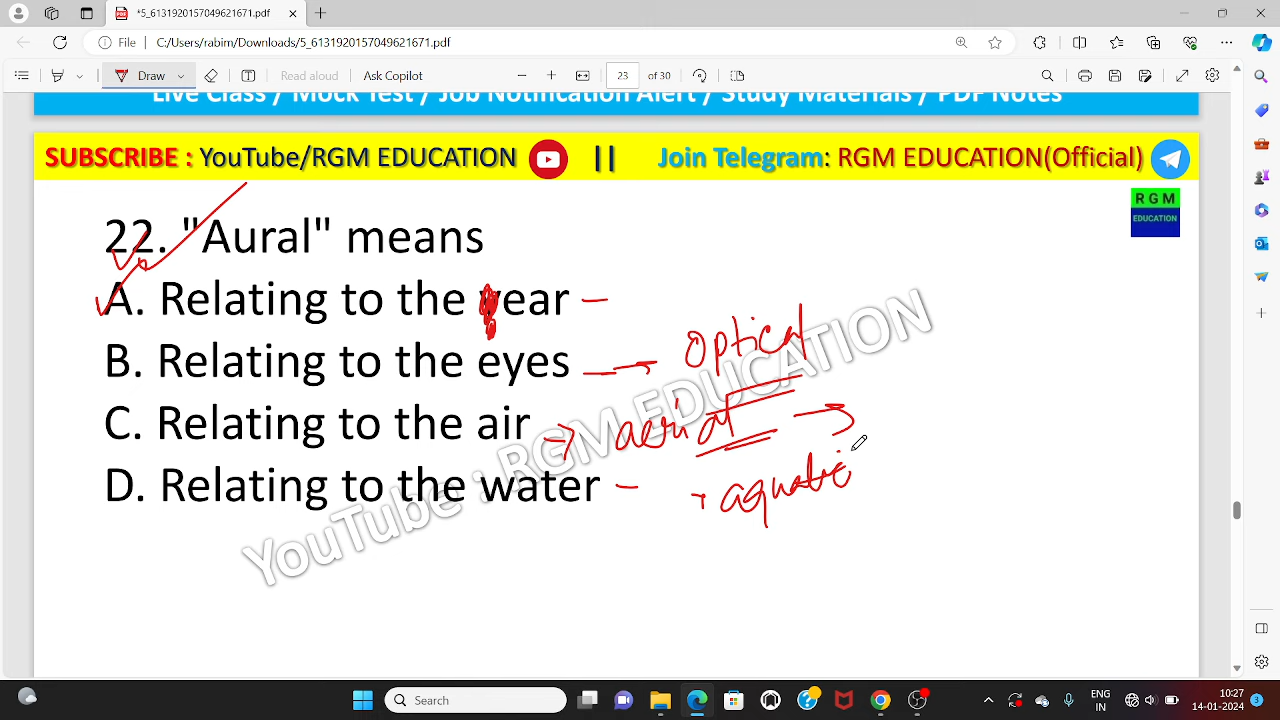 *5_6131920157049621671.pdf
File
C:/Users/rabim/Downloads/5_6131920157049621671.pdf
Draw
Read aloud
Ask Copilot
23
of 30
Live Class / Mock Test / Job Notification Alert / Study Materials / PDF Notes
SUBSCRIBE : YouTube/RGM EDUCATION || Join Telegram: RGM EDUCATION(Official)
R G M
EDUCATION
22. "Aural" means
A. Relating to the year –
B. Relating to the eyes → optical
C. Relating to the air → aerial →
D. Relating to the water – → aquatic
YouTube : RGM EDUCATION
Search
ENG
IN
10:27
14-01-2024
3